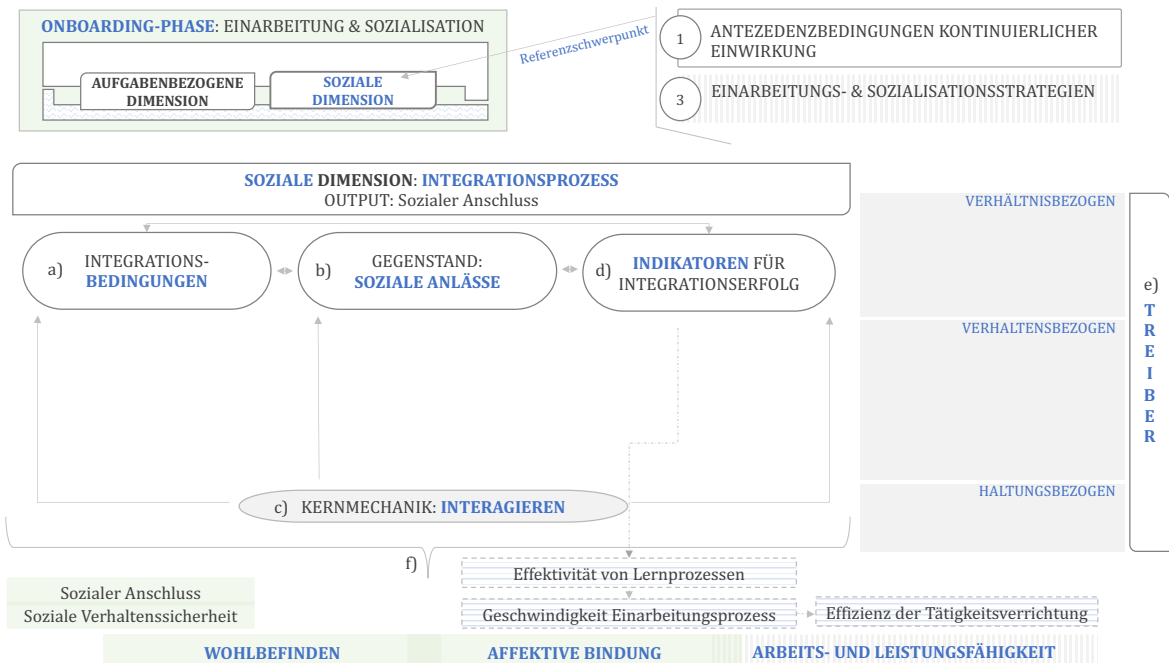 ONBOARDING-PHASE: EINARBEITUNG & SOZIALISATION
AUFGABENBEZOGENE
DIMENSION
SOZIALE
DIMENSION
Referenzschwerpunkt
1
ANTEZEDENZBEDINGUNGEN KONTINUIERLICHER
EINWIRKUNG
3
EINARBEITUNGS- & SOZIALISATIONSSTRATEGIEN
SOZIALE DIMENSION: INTEGRATIONSPROZESS
OUTPUT: Sozialer Anschluss
a)
INTEGRATIONS-
BEDINGUNGEN
b)
GEGENSTAND:
SOZIALE ANLÄSSE
d)
INDIKATOREN FÜR
INTEGRATIONSERFOLG
VERHÄLTNISBEZOGEN
VERHALTENSBEZOGEN
HALTUNGSBEZOGEN
e)
T
R
E
I
B
E
R
c) KERNMECHANIK: INTERAGIEREN
f)
Effektivität von Lernprozessen
Sozialer Anschluss
Soziale Verhaltenssicherheit
Geschwindigkeit Einarbeitungsprozess
Effizienz der Tätigkeitsverrichtung
WOHLBEFINDEN
AFFEKTIVE BINDUNG
ARBEITS- UND LEISTUNGSFÄHIGKEIT